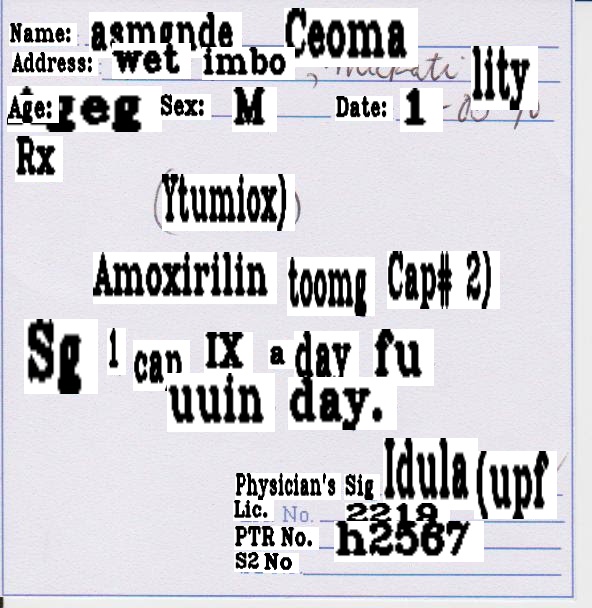 Name: asmgnde Ceoma
Address: wet imbo lity
Age: geg Sex: M Date: 1
Rx
(Ytumiox)
Amoxirilin toomg Cap# 2)
Sg 1 can IX a dav fu
uuin day.
Physician's Sig Idula (upf
Lic. No. 2219
PTR No. h2567
S2 No